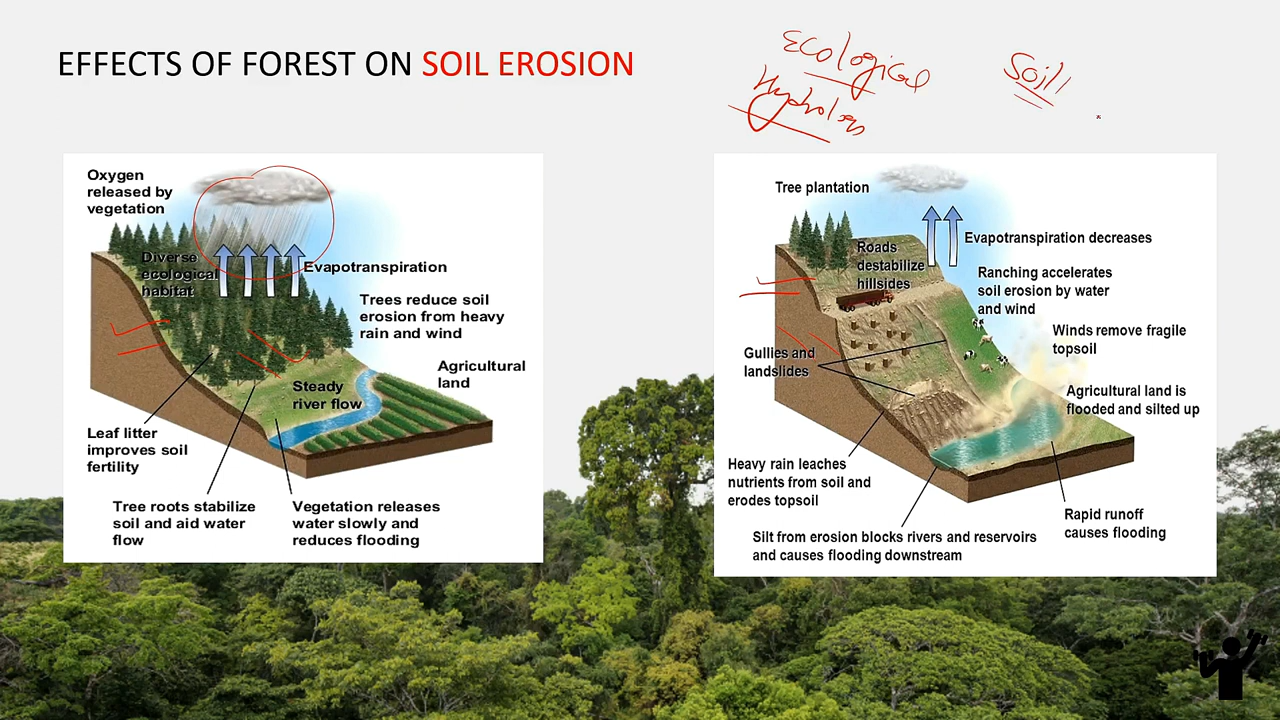 EFFECTS OF FOREST ON SOIL EROSION
Ecological
Soil
Oxygen
released by
vegetation
Diverse
ecological
habitat
Evapotranspiration
Trees reduce soil
erosion from heavy
rain and wind
Agricultural
land
Steady
river flow
Leaf litter
improves soil
fertility
Tree roots stabilize
soil and aid water
flow
Vegetation releases
water slowly and
reduces flooding
Tree plantation
Roads
destabilize
hillsides
Evapotranspiration decreases
Ranching accelerates
soil erosion by water
and wind
Winds remove fragile
topsoil
Gullies and
landslides
Agricultural land is
flooded and silted up
Heavy rain leaches
nutrients from soil and
erodes topsoil
Rapid runoff
causes flooding
Silt from erosion blocks rivers and reservoirs
and causes flooding downstream